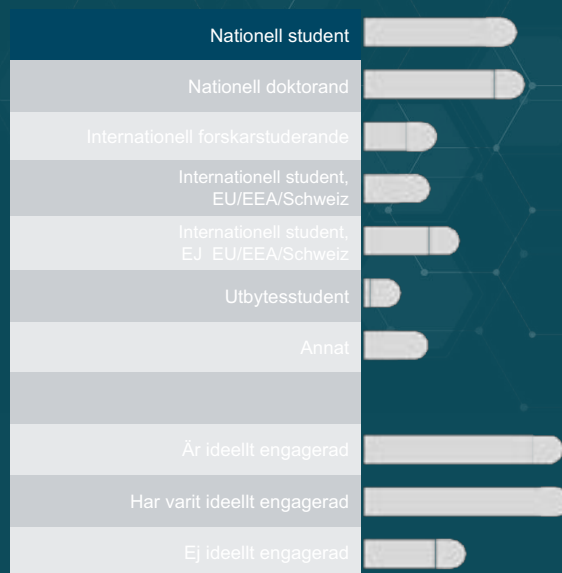 Nationell student
Nationell doktorand
Internationell forskarstuderande
Internationell student,
EU/EEA/Schweiz
Internationell student,
EJ EU/EEA/Schweiz
Utbytesstudent
Annat
Är ideellt engagerad
Har varit ideellt engagerad
Ej ideellt engagerad